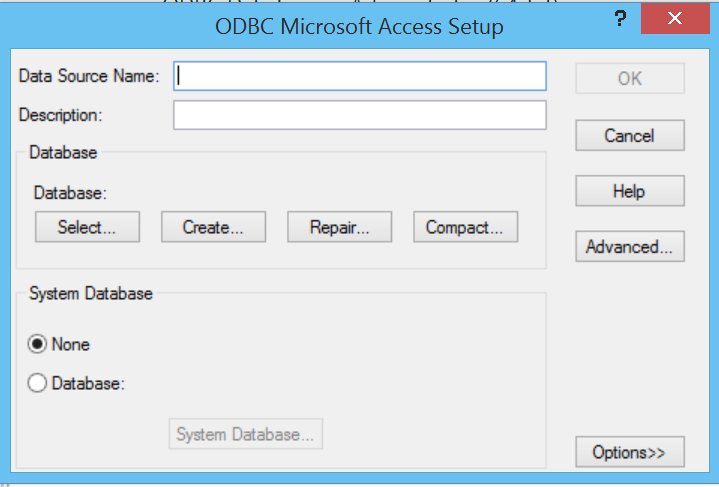 ODBC Microsoft Access Setup
?
Data Source Name:
OK
Description:
Cancel
Database
Database:
Help
Select...
Create...
Repair...
Compact...
Advanced...
System Database
None
Database:
System Database...
Options>>